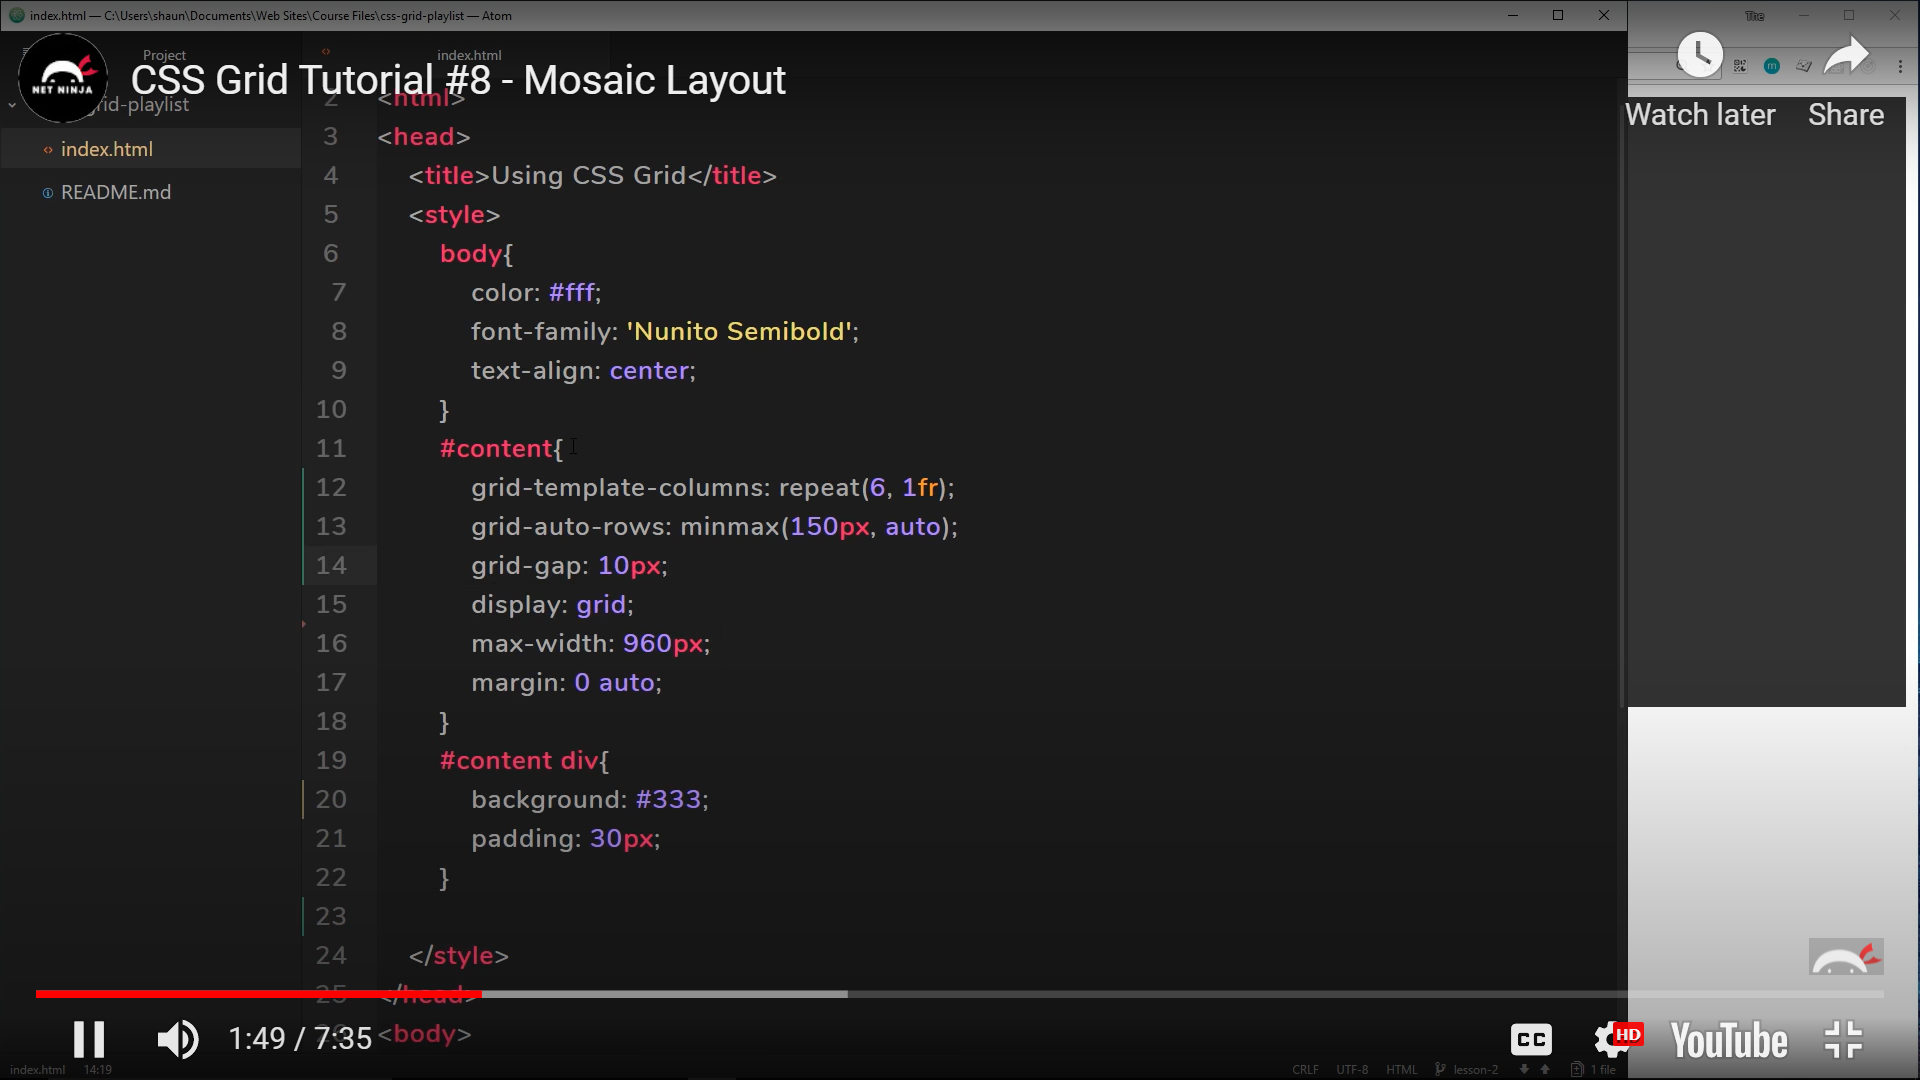 index.html — C:\Users\shaun\Documents\Web Sites\Course Files\css-grid-playlist — Atom
The
Project
index.html
NET NINJA
CSS Grid Tutorial #8 - Mosaic Layout
Watch later
Share
rid-playlist
index.html
README.md
2 <html>
3 <head>
4 <title>Using CSS Grid</title>
5 <style>
6 body{
7 color: #fff;
8 font-family: 'Nunito Semibold';
9 text-align: center;
10 }
11 #content{
12 grid-template-columns: repeat(6, 1fr);
13 grid-auto-rows: minmax(150px, auto);
14 grid-gap: 10px;
15 display: grid;
16 max-width: 960px;
17 margin: 0 auto;
18 }
19 #content div{
20 background: #333;
21 padding: 30px;
22 }
23
24 </style>
25 </head>
26 <body>
1:49 / 7:35
CC
HD
YouTube
index.html 14:19
CRLF UTF-8 HTML lesson-2 1 file